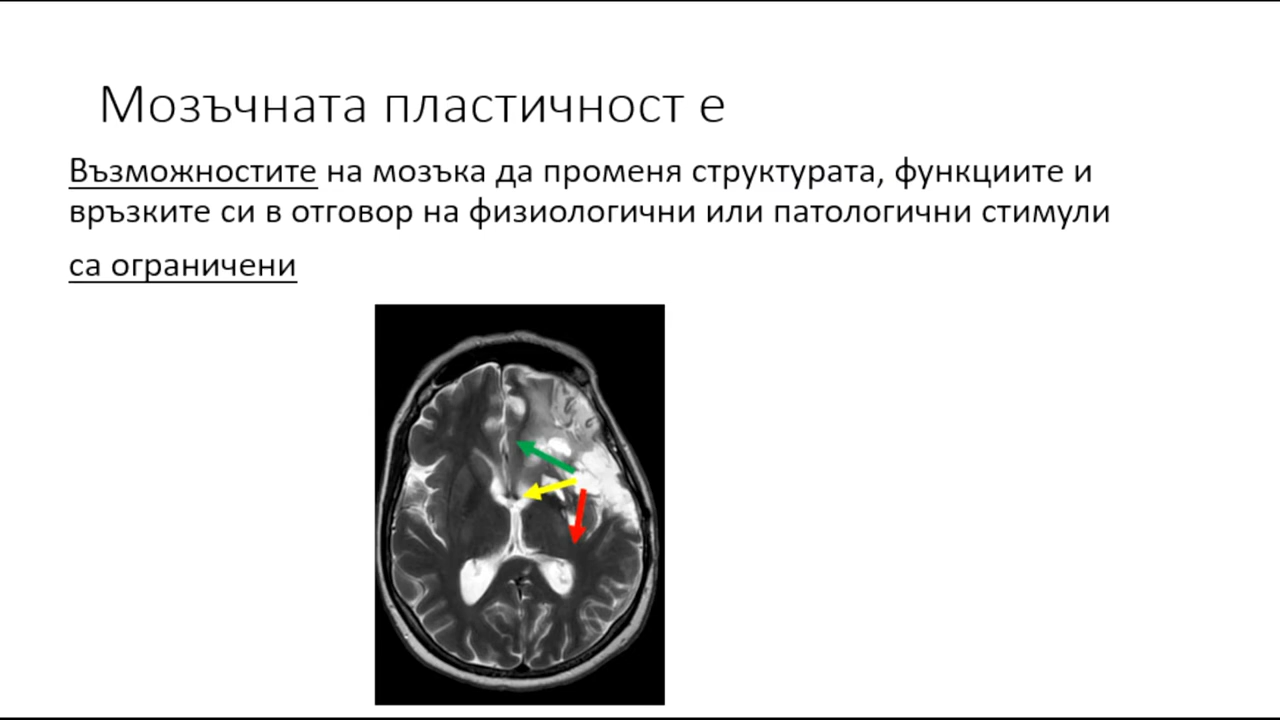 Мозъчната пластичност е
Възможностите на мозъка да променя структурата, функциите и
връзките си в отговор на физиологични или патологични стимули
са ограничени